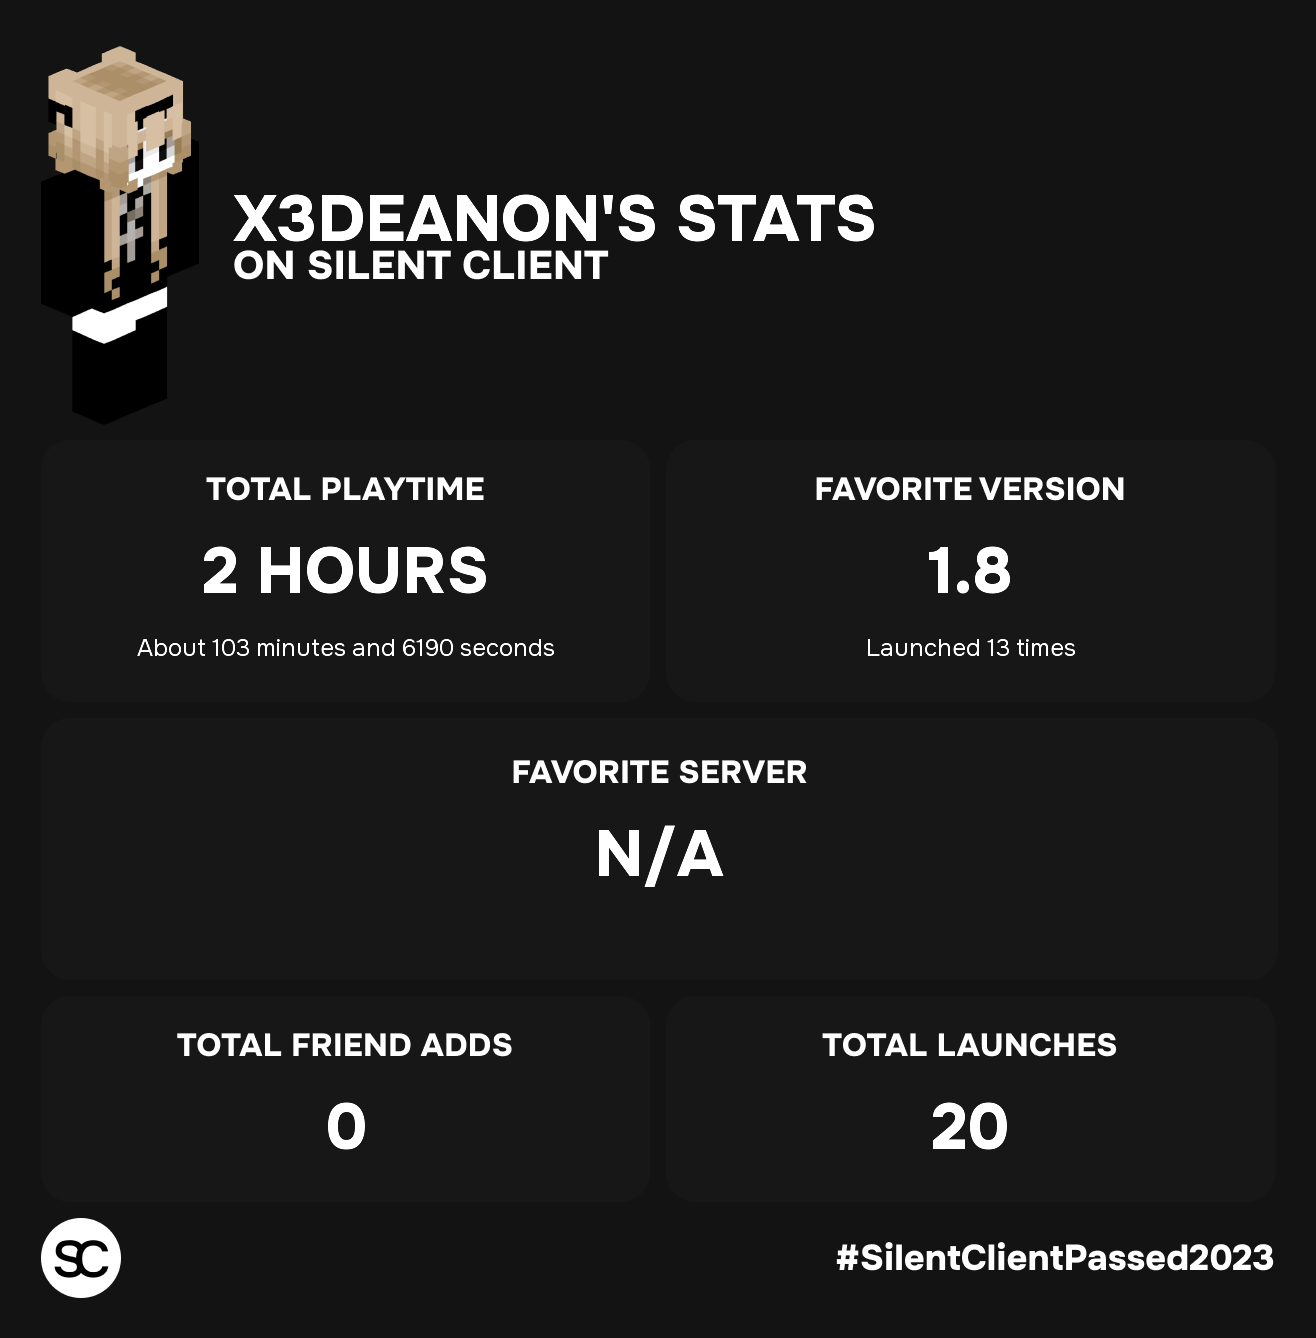 X3DEANON'S STATS
ON SILENT CLIENT
TOTAL PLAYTIME
2 HOURS
About 103 minutes and 6190 seconds
FAVORITE VERSION
1.8
Launched 13 times
FAVORITE SERVER
N/A
TOTAL FRIEND ADDS
0
TOTAL LAUNCHES
20
SC
#SilentClientPassed2023